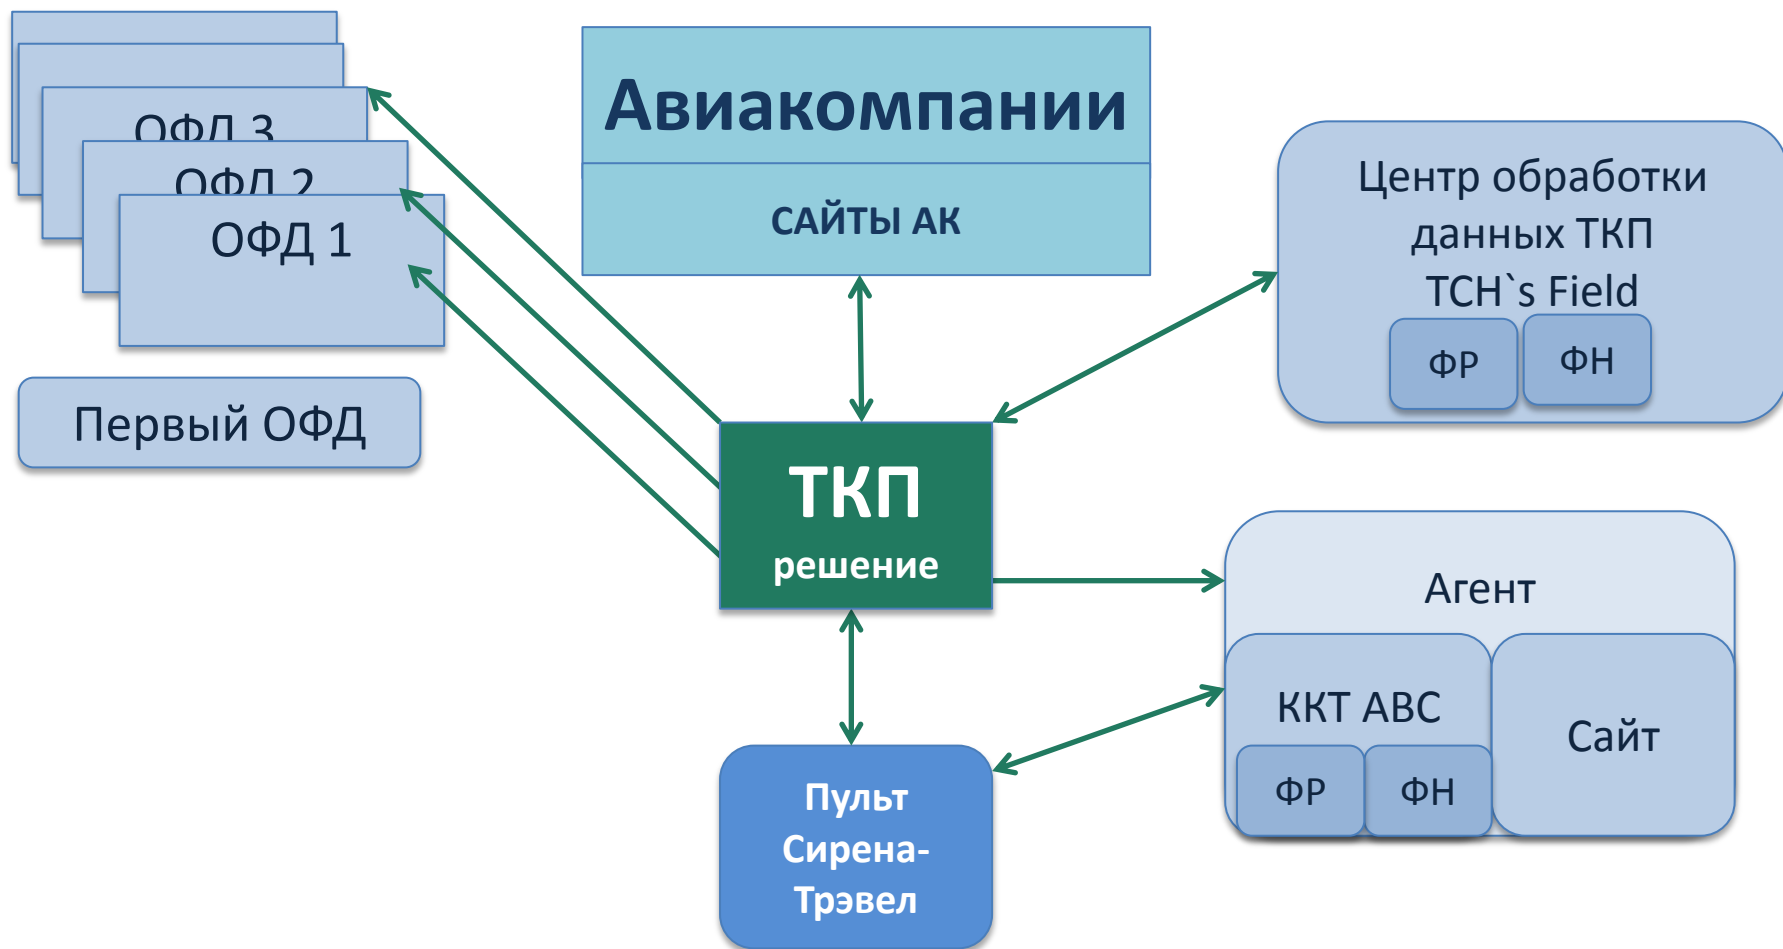 ОФД 3
ОФД 2
ОФД 1
Первый ОФД
Авиакомпании
САЙТЫ АК
Центр обработки
данных ТКП
TCH`s Field
ФР
ФН
ТКП
решение
Агент
ККТ АВС
Сайт
ФР
ФН
Пульт
Сирена-
Трэвел